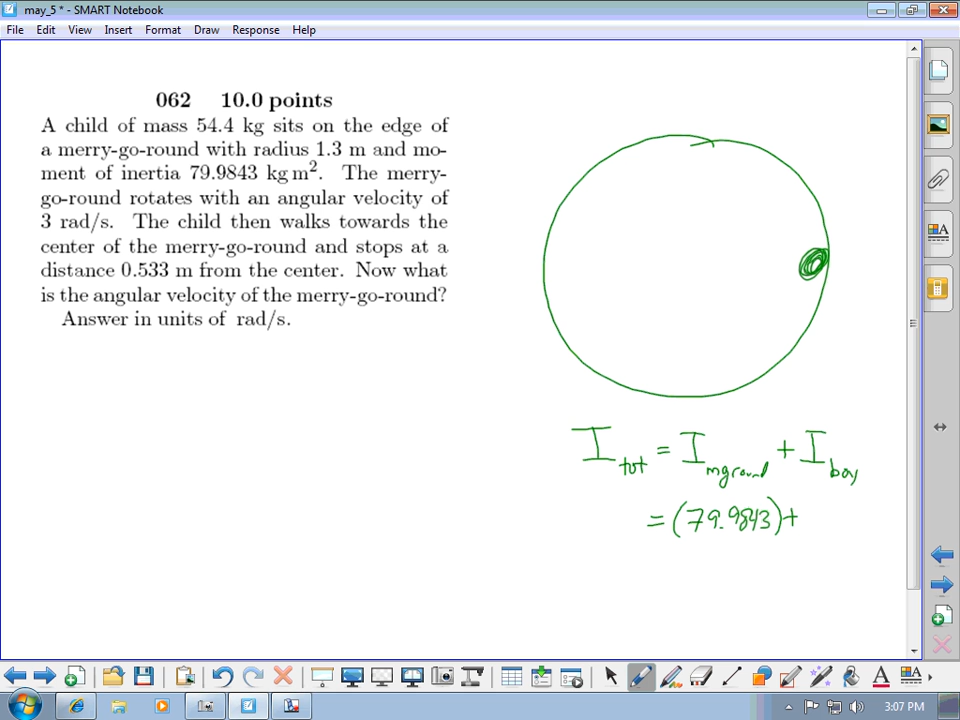 may_5 * - SMART Notebook
File Edit View Insert Format Draw Response Help
062 10.0 points
A child of mass 54.4 kg sits on the edge of
a merry-go-round with radius 1.3 m and mo-
ment of inertia 79.9843 kg m². The merry-
go-round rotates with an angular velocity of
3 rad/s. The child then walks towards the
center of the merry-go-round and stops at a
distance 0.533 m from the center. Now what
is the angular velocity of the merry-go-round?
Answer in units of rad/s.
I tot = I mground + I boy
= (79.9843) +
3:07 PM